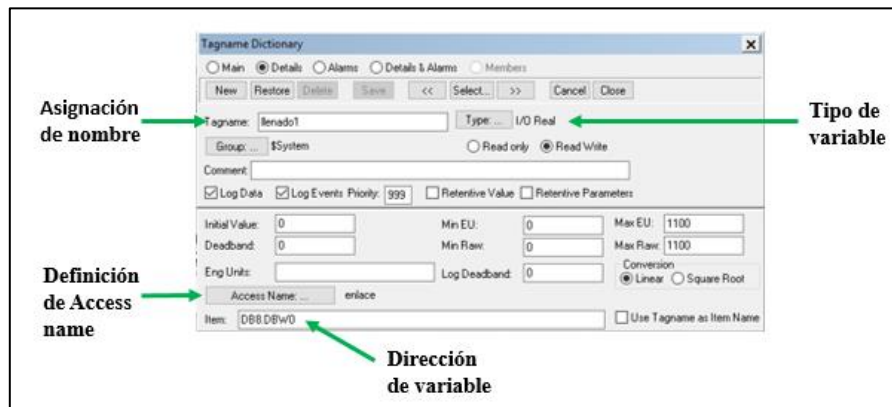 Tagname Dictionary
Main Details Alarms Details & Alarms Members
New Restore Delete Save << Select... >> Cancel Close
Asignación
de nombre
Tagname: llenado1 Type: ... I/O Real
Tipo de
variable
Group: ... $System Read only Read Write
Comment:
Log Data Log Events Priority: 999 Retentive Value Retentive Parameters
Initial Value: 0 Min EU: 0 Max EU: 1100
Deadband: 0 Min Raw: 0 Max Raw: 1100
Eng Units: Log Deadband: 0 Conversion
Linear Square Root
Definición
de Access
name
Access Name: ... enlace
Item: DB8.DBW0 Use Tagname as Item Name
Dirección
de variable